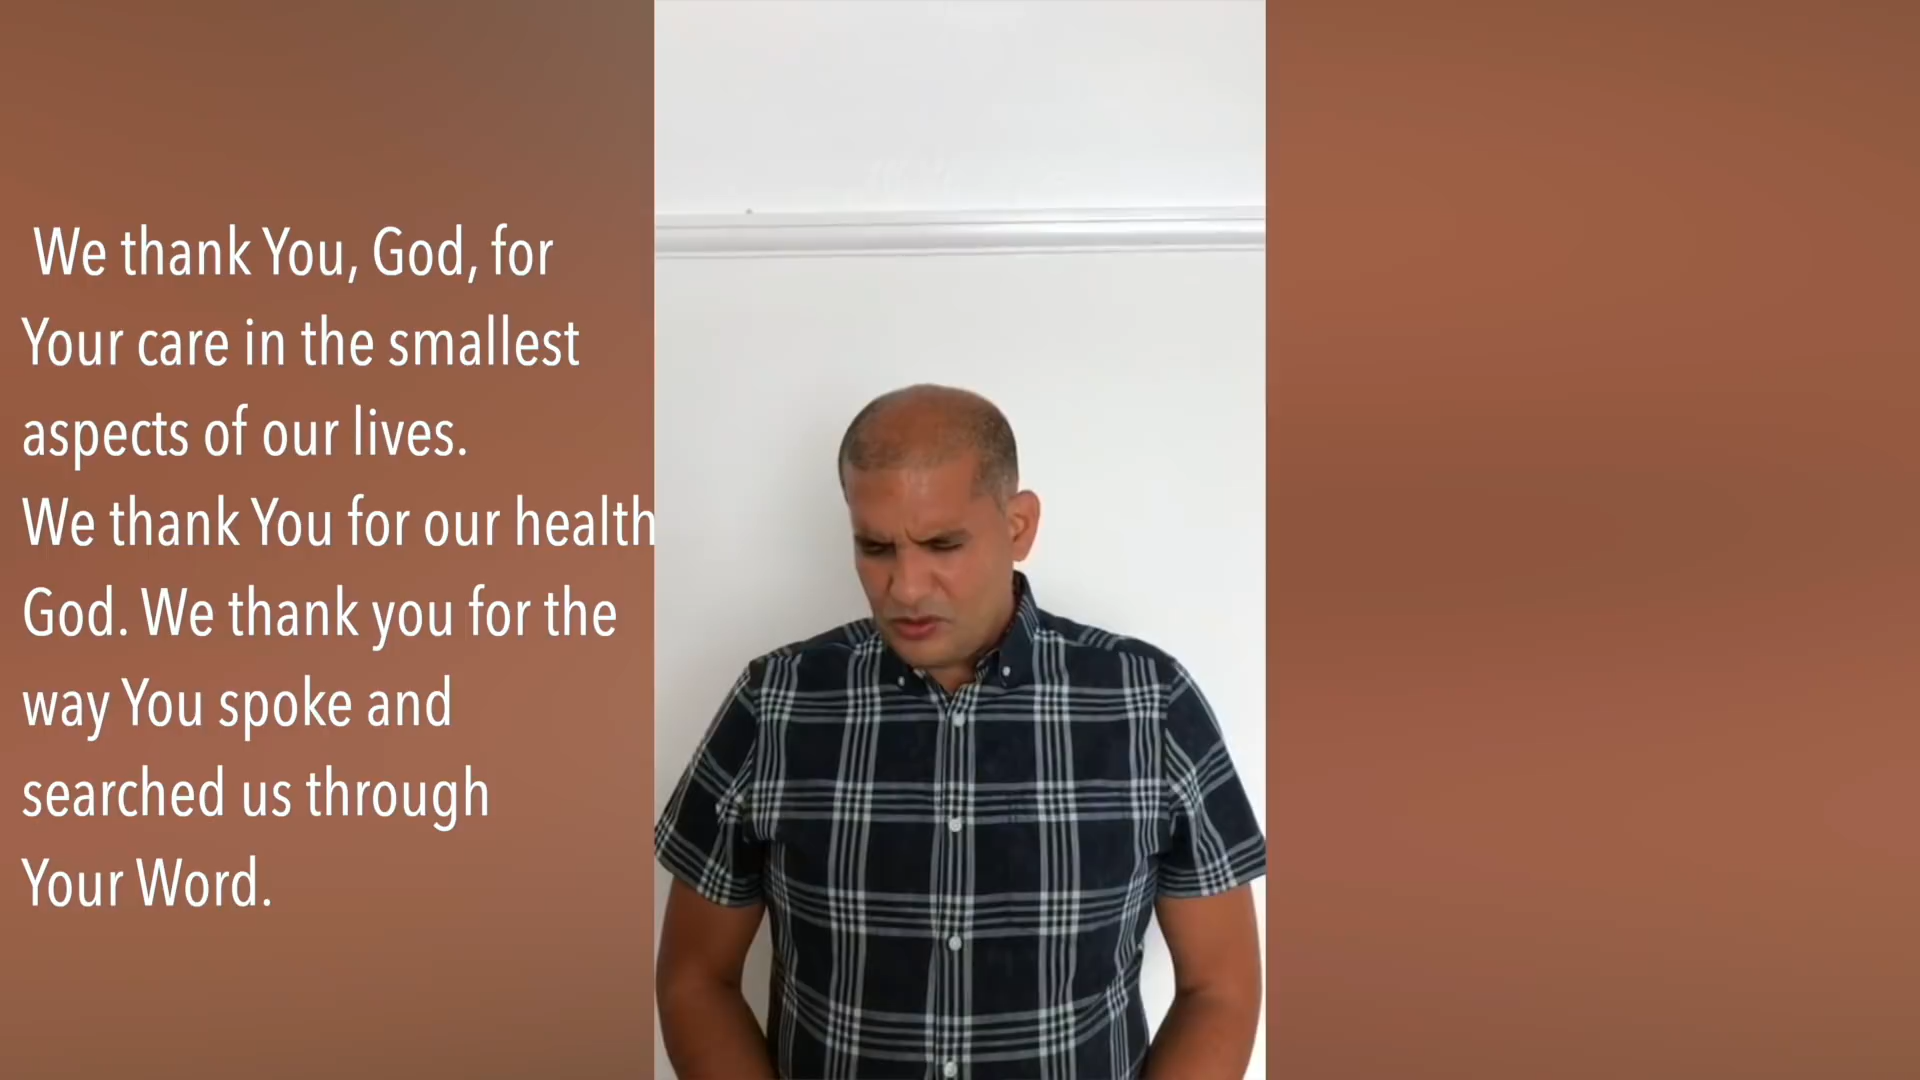 We thank You, God, for
Your care in the smallest
aspects of our lives.
We thank You for our health
God. We thank you for the
way You spoke and
searched us through
Your Word.